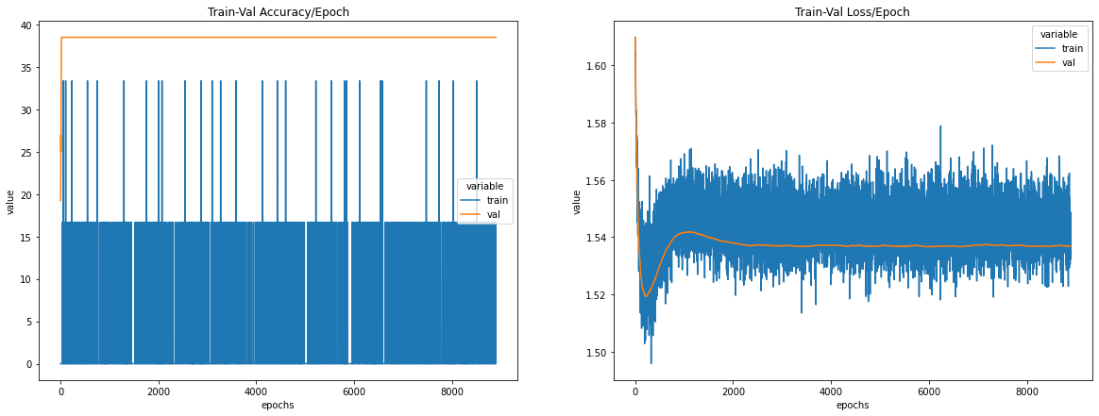 Train-Val Accuracy/Epoch
value
40
35
30
25
20
15
10
5
0
0 2000 4000 6000 8000
epochs
variable
train
val
Train-Val Loss/Epoch
value
1.60
1.58
1.56
1.54
1.52
1.50
0 2000 4000 6000 8000
epochs
variable
train
val